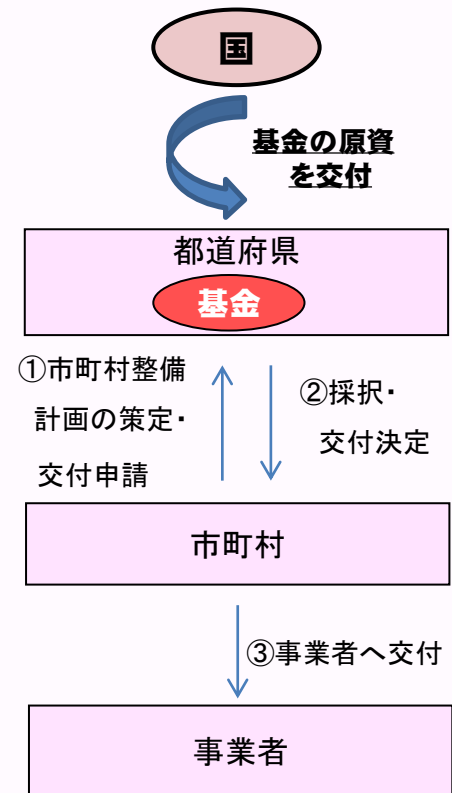 国
基金の原資
を交付
都道府県
基金
①市町村整備
計画の策定・
交付申請
②採択・
交付決定
市町村
③事業者へ交付
事業者